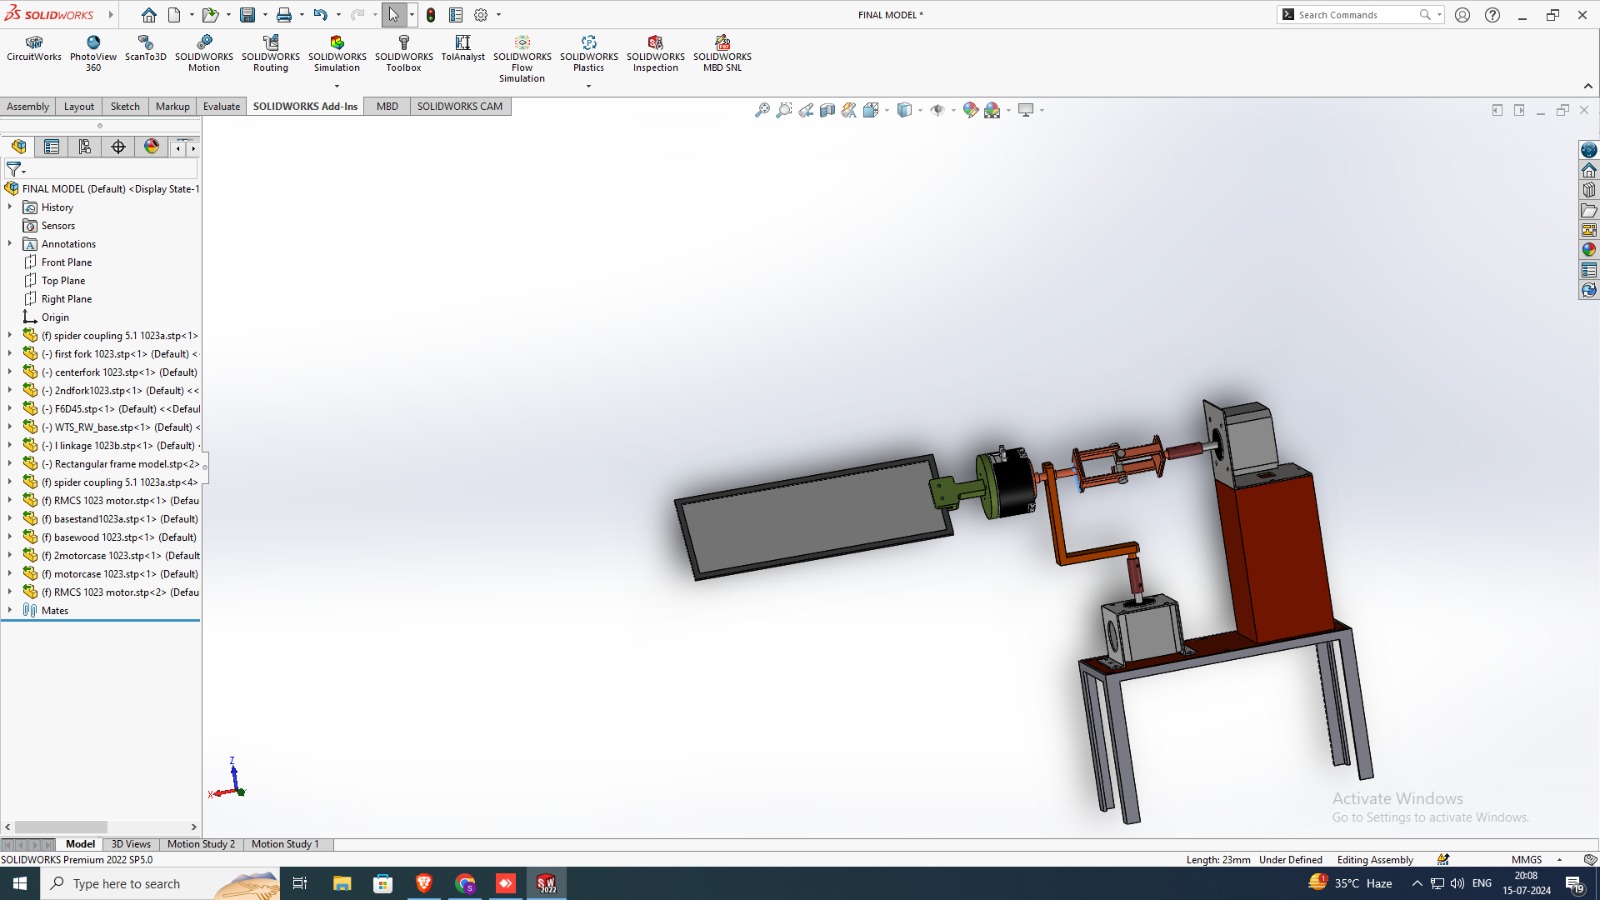 SOLIDWORKS
FINAL MODEL *
Search Commands
CircuitWorks
PhotoView
360
ScanTo3D
SOLIDWORKS
Motion
SOLIDWORKS
Routing
SOLIDWORKS
Simulation
SOLIDWORKS
Toolbox
TolAnalyst
SOLIDWORKS
Flow
Simulation
SOLIDWORKS
Plastics
SOLIDWORKS
Inspection
SOLIDWORKS
MBD SNL
Assembly
Layout
Sketch
Markup
Evaluate
SOLIDWORKS Add-Ins
MBD
SOLIDWORKS CAM
FINAL MODEL (Default) <Display State-1
History
Sensors
Annotations
Front Plane
Top Plane
Right Plane
Origin
(f) spider coupling 5.1 1023a.stp<1>
(-) first fork 1023.stp<1> (Default) <
(-) centerfork 1023.stp<1> (Default)
(-) 2ndfork1023.stp<1> (Default) <<
(-) F6D45.stp<1> (Default) <<Defaul
(-) WTS_RW_base.stp<1> (Default) <
(-) l linkage 1023b.stp<1> (Default)
(-) Rectangular frame model.stp<2>
(f) spider coupling 5.1 1023a.stp<4>
(f) RMCS 1023 motor.stp<1> (Defau
(f) basestand1023a.stp<1> (Default)
(f) basewood 1023.stp<1> (Default)
(f) 2motorcase 1023.stp<1> (Default
(f) motorcase 1023.stp<1> (Default)
(f) RMCS 1023 motor.stp<2> (Defau
Mates
Z
X
Activate Windows
Go to Settings to activate Windows.
Model
3D Views
Motion Study 2
Motion Study 1
SOLIDWORKS Premium 2022 SP5.0
Length: 23mm
Under Defined
Editing Assembly
MMGS
Type here to search
35°C Haze
ENG
20:08
15-07-2024
19